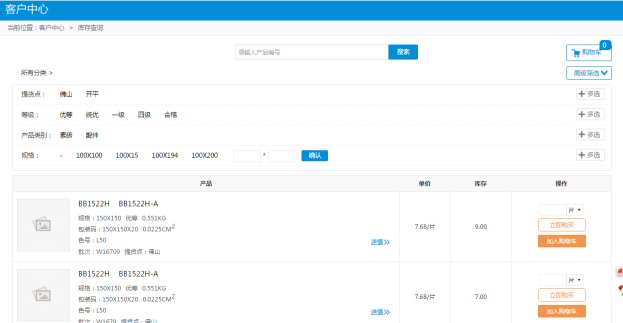 客户中心
当前位置：客户中心 > 库存查询
请输入产品编号 搜索 购物车 0
所有分类 > 高级筛选
提货点： 佛山 开平 多选
等级： 优等 级优 一级 四级 合格 多选
产品类别： 素砖 配件 多选
规格： - 100X100 100X15 100X194 100X200 * 确认 多选
产品 单价 库存 操作
BB1522H BB1522H-A
规格：150X150 优等 0.551KG
包装码：150X150X20 0.0225CM2
色号：L50
批次：W16709 提货点：佛山
详情
7.68/片 9.00 片
立即购买
加入购物车
BB1522H BB1522H-A
规格：150X150 优等 0.551KG
包装码：150X150X20 0.0225CM2
色号：L50
批次：W1679 提货点：佛山
详情
7.68/片 7.00 片
立即购买
加入购物车